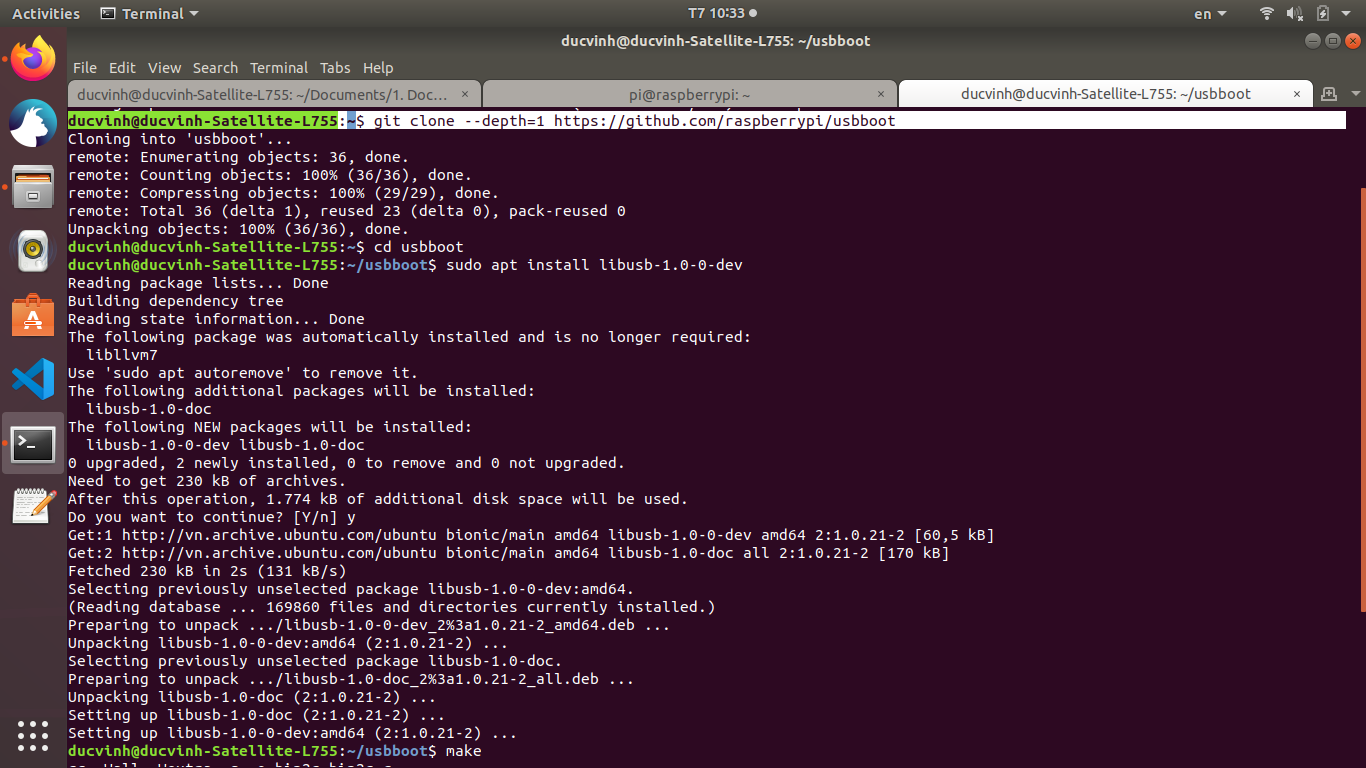 Activities Terminal T7 10:33 en
ducvinh@ducvinh-Satellite-L755: ~/usbboot
File Edit View Search Terminal Tabs Help
ducvinh@ducvinh-Satellite-L755: ~/Documents/1. Doc... × pi@raspberrypi: ~ × ducvinh@ducvinh-Satellite-L755: ~/usbboot ×
ducvinh@ducvinh-Satellite-L755:~$ git clone --depth=1 https://github.com/raspberrypi/usbboot
Cloning into 'usbboot'...
remote: Enumerating objects: 36, done.
remote: Counting objects: 100% (36/36), done.
remote: Compressing objects: 100% (29/29), done.
remote: Total 36 (delta 1), reused 23 (delta 0), pack-reused 0
Unpacking objects: 100% (36/36), done.
ducvinh@ducvinh-Satellite-L755:~$ cd usbboot
ducvinh@ducvinh-Satellite-L755:~/usbboot$ sudo apt install libusb-1.0-0-dev
Reading package lists... Done
Building dependency tree
Reading state information... Done
The following package was automatically installed and is no longer required:
  libllvm7
Use 'sudo apt autoremove' to remove it.
The following additional packages will be installed:
  libusb-1.0-doc
The following NEW packages will be installed:
  libusb-1.0-0-dev libusb-1.0-doc
0 upgraded, 2 newly installed, 0 to remove and 0 not upgraded.
Need to get 230 kB of archives.
After this operation, 1.774 kB of additional disk space will be used.
Do you want to continue? [Y/n] y
Get:1 http://vn.archive.ubuntu.com/ubuntu bionic/main amd64 libusb-1.0-0-dev amd64 2:1.0.21-2 [60,5 kB]
Get:2 http://vn.archive.ubuntu.com/ubuntu bionic/main amd64 libusb-1.0-doc all 2:1.0.21-2 [170 kB]
Fetched 230 kB in 2s (131 kB/s)
Selecting previously unselected package libusb-1.0-0-dev:amd64.
(Reading database ... 169860 files and directories currently installed.)
Preparing to unpack .../libusb-1.0-0-dev_2%3a1.0.21-2_amd64.deb ...
Unpacking libusb-1.0-0-dev:amd64 (2:1.0.21-2) ...
Selecting previously unselected package libusb-1.0-doc.
Preparing to unpack .../libusb-1.0-doc_2%3a1.0.21-2_all.deb ...
Unpacking libusb-1.0-doc (2:1.0.21-2) ...
Setting up libusb-1.0-doc (2:1.0.21-2) ...
Setting up libusb-1.0-0-dev:amd64 (2:1.0.21-2) ...
ducvinh@ducvinh-Satellite-L755:~/usbboot$ make